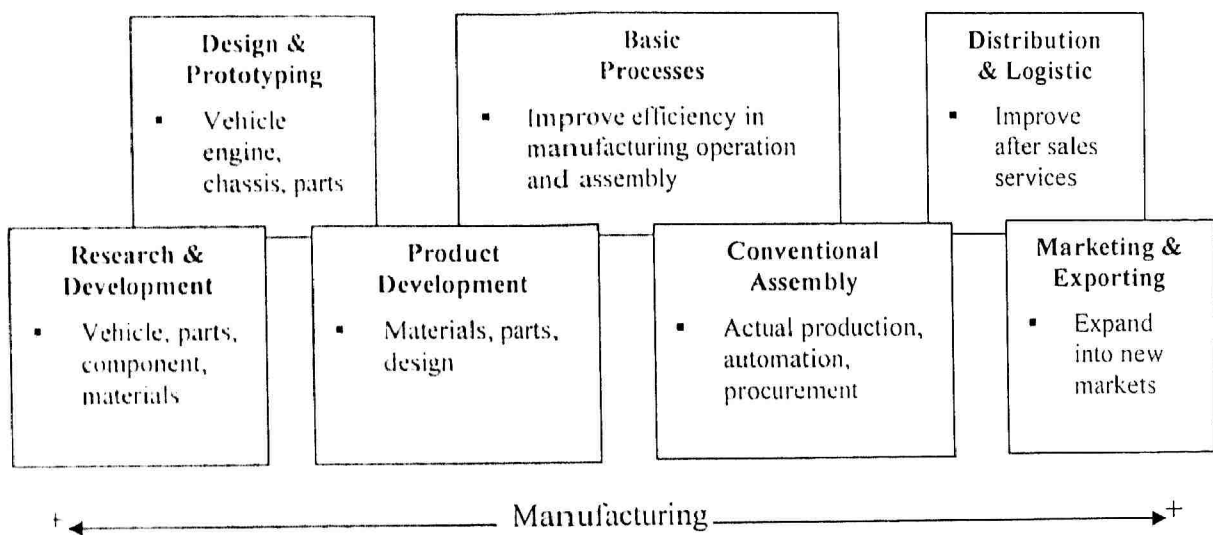 Design &
Prototyping
▪ Vehicle
engine,
chassis, parts
Basic
Processes
▪ Improve efficiency in
manufacturing operation
and assembly
Distribution
& Logistic
▪ Improve
after sales
services
Research &
Development
▪ Vehicle, parts,
component,
materials
Product
Development
▪ Materials, parts,
design
Conventional
Assembly
▪ Actual production,
automation,
procurement
Marketing &
Exporting
▪ Expand
into new
markets
+ Manufacturing +